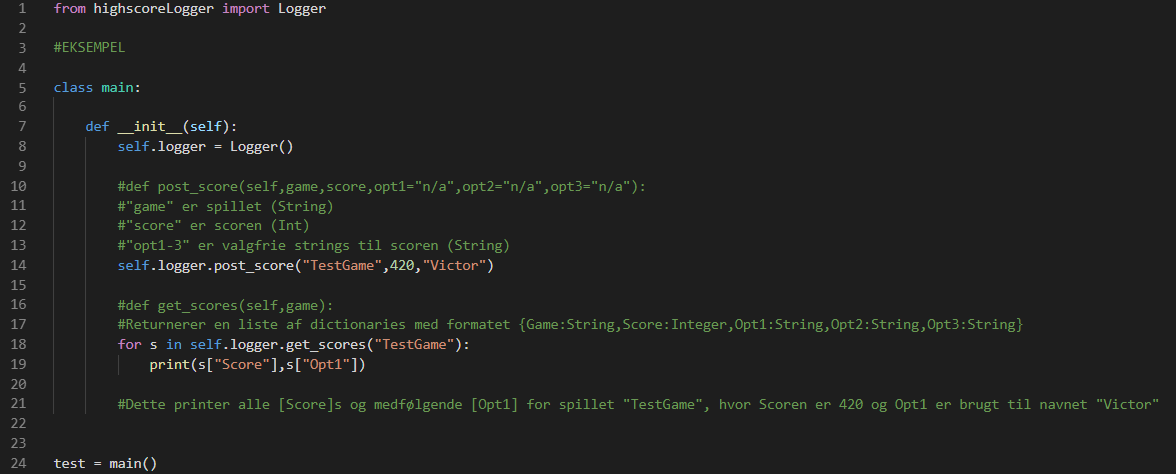 1 from highscoreLogger import Logger
2
3 #EKSEMPEL
4
5 class main:
6
7     def __init__(self):
8         self.logger = Logger()
9
10         #def post_score(self,game,score,opt1="n/a",opt2="n/a",opt3="n/a"):
11         #"game" er spillet (String)
12         #"score" er scoren (Int)
13         #"opt1-3" er valgfrie strings til scoren (String)
14         self.logger.post_score("TestGame",420,"Victor")
15
16         #def get_scores(self,game):
17         #Returnerer en liste af dictionaries med formatet {Game:String,Score:Integer,Opt1:String,Opt2:String,Opt3:String}
18         for s in self.logger.get_scores("TestGame"):
19             print(s["Score"],s["Opt1"])
20
21         #Dette printer alle [Score]s og medfølgende [Opt1] for spillet "TestGame", hvor Scoren er 420 og Opt1 er brugt til navnet "Victor"
22
23
24 test = main()